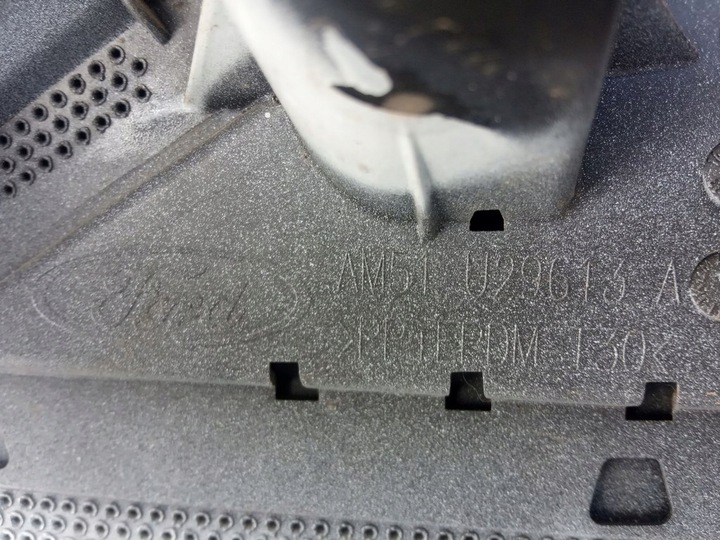 Ford
AM51 U29613 A
>PP+EPDM T30<